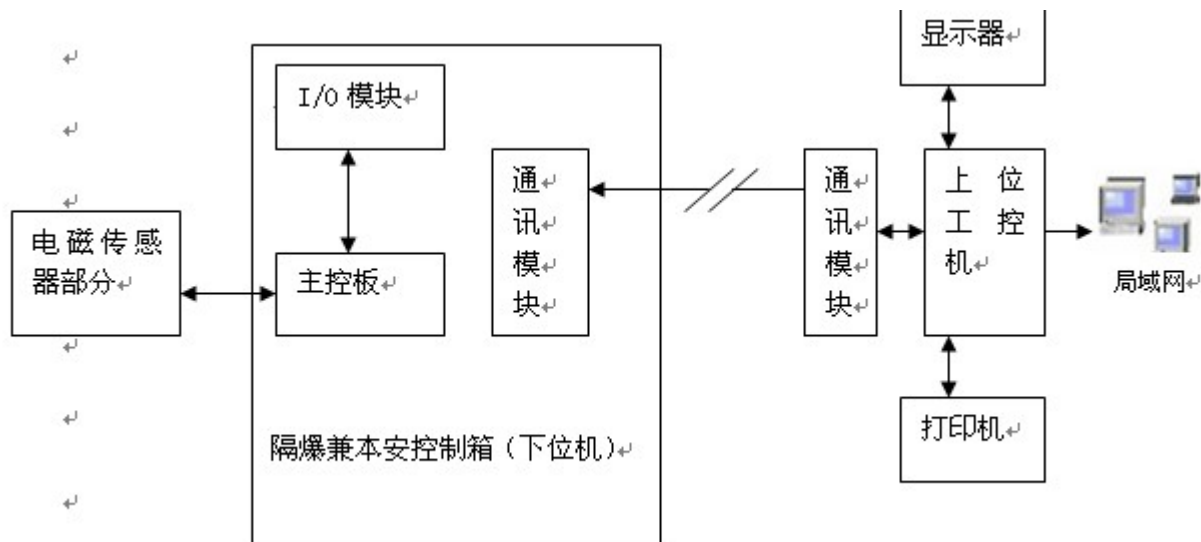 显示器
I/O 模块
通
讯
模
块
通
讯
模
块
上 位
工 控
机
电磁传感
器部分
主控板
局域网
打印机
隔爆兼本安控制箱（下位机）